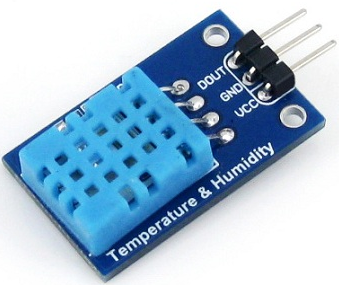 DOUT
GND
VCC
Temperature & Humidity